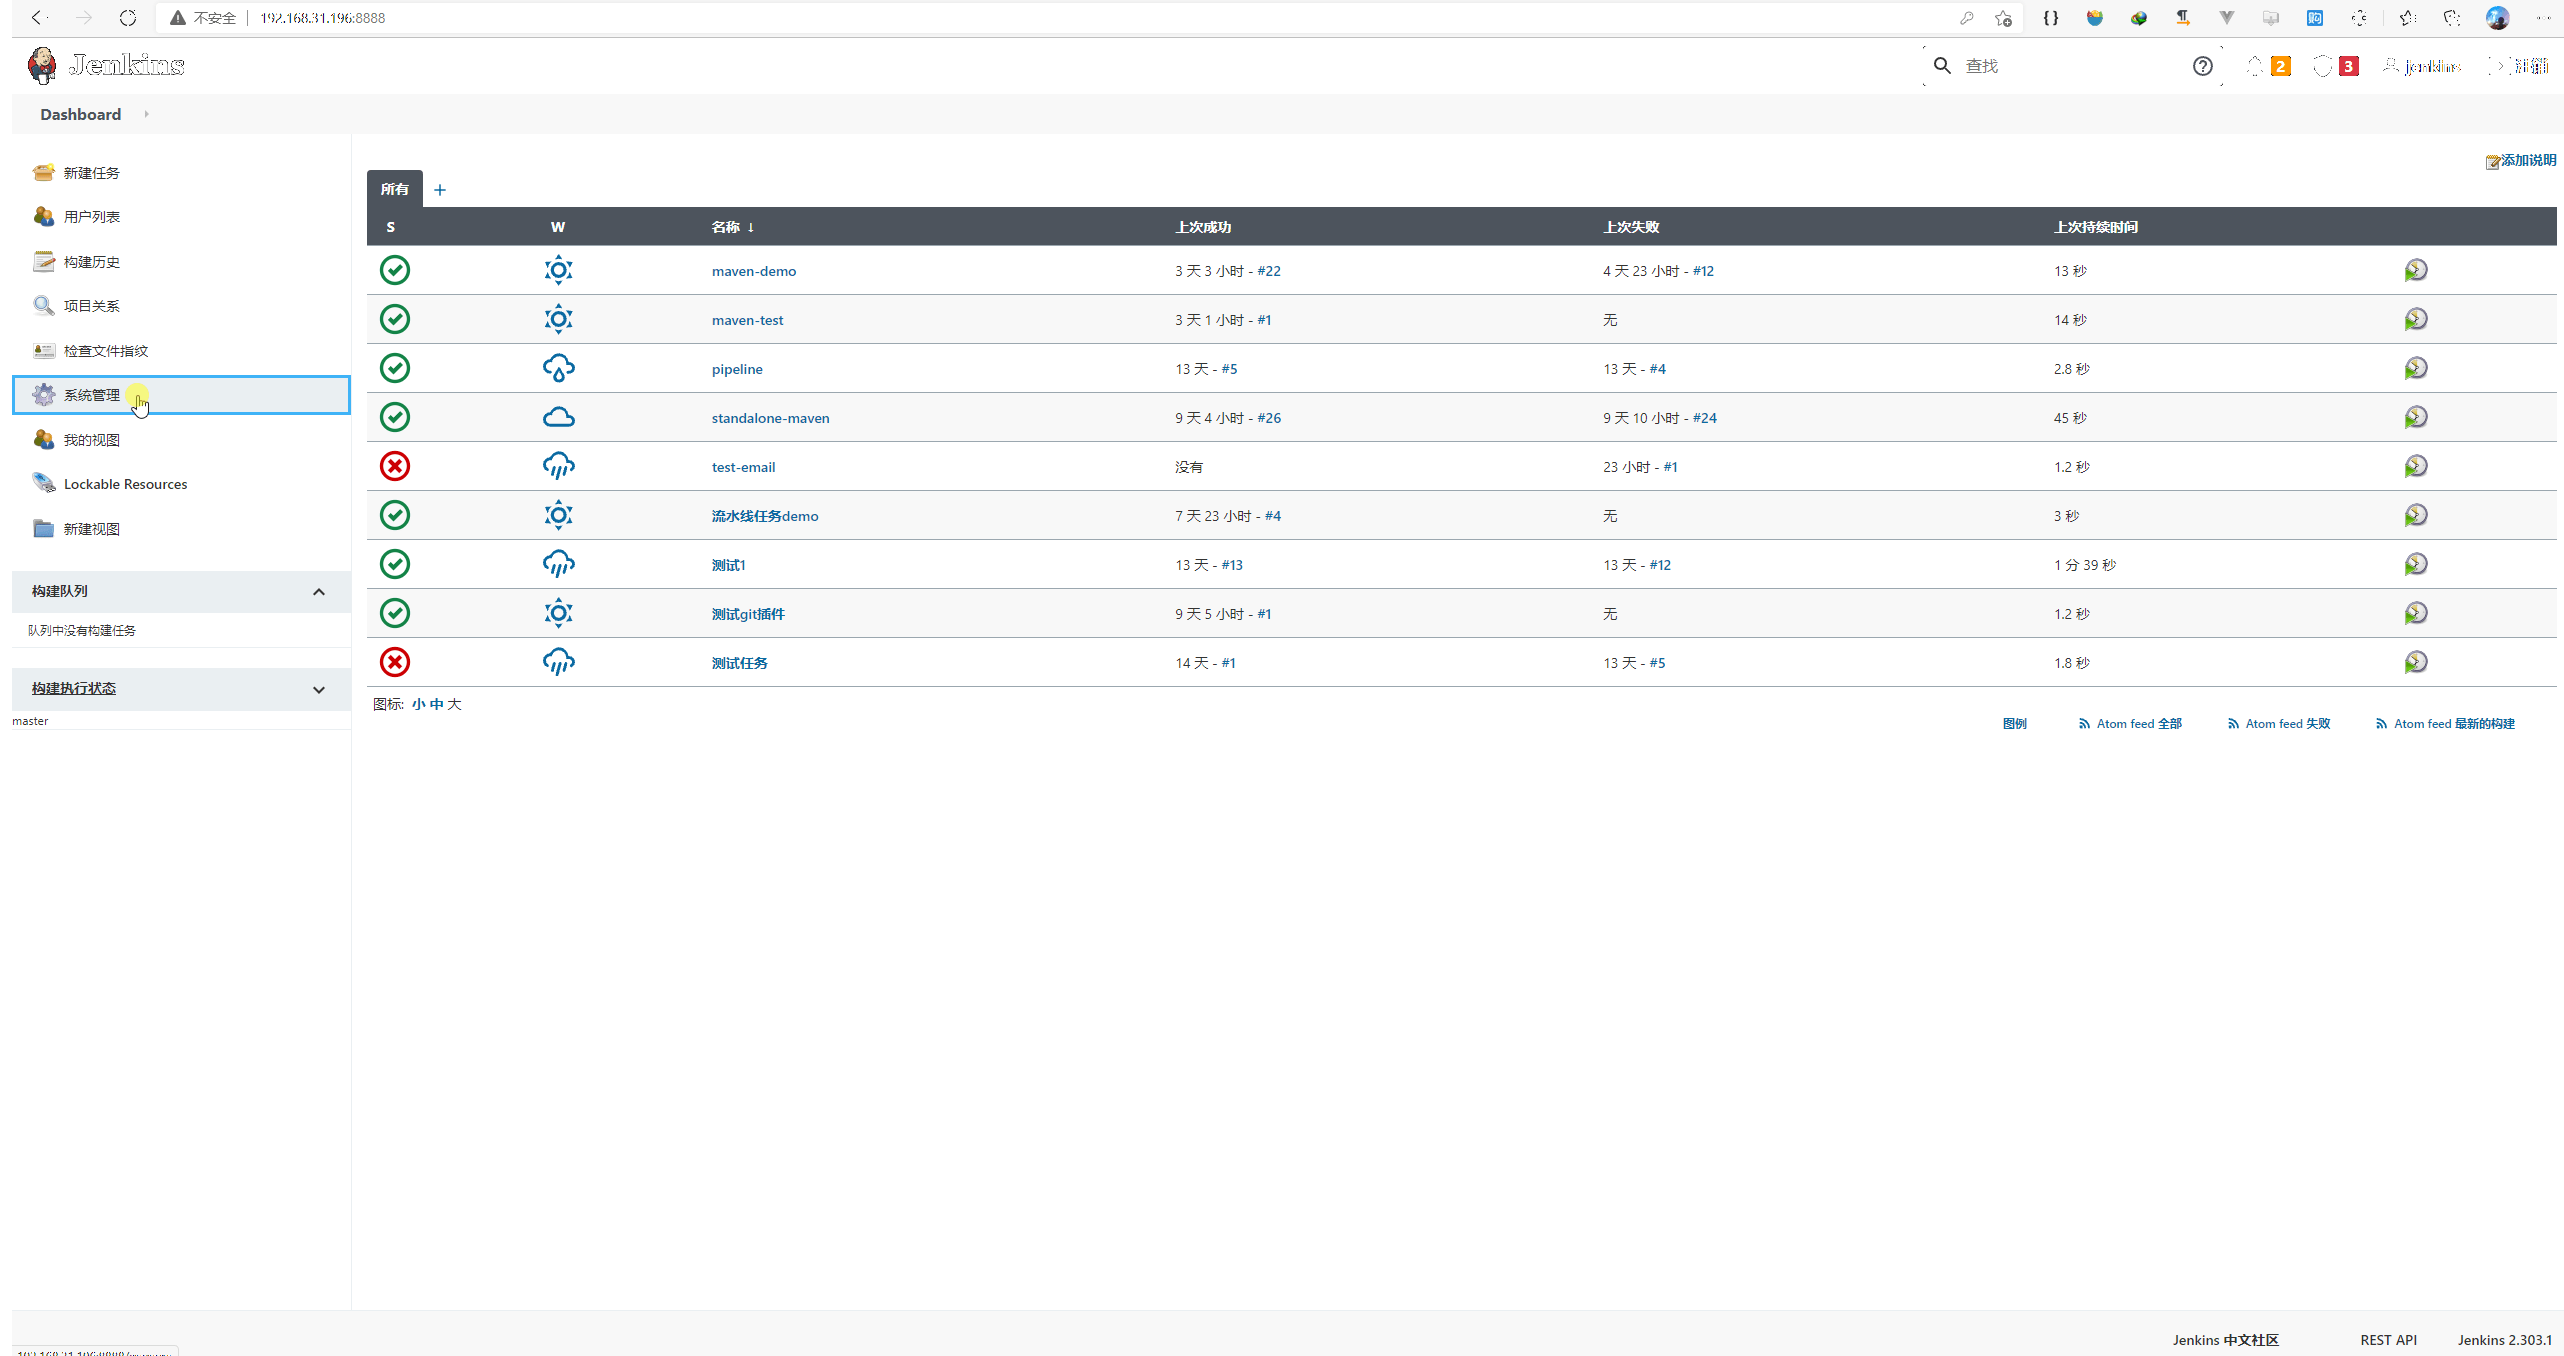 不安全 192.168.31.196:8888
Jenkins
查找
2
3
jenkins
注销
Dashboard
新建任务
用户列表
构建历史
项目关系
检查文件指纹
系统管理
我的视图
Lockable Resources
新建视图
构建队列
队列中没有构建任务
构建执行状态
master
添加说明
所有 +
S W 名称 ↓ 上次成功 上次失败 上次持续时间
maven-demo 3 天 3 小时 - #22 4 天 23 小时 - #12 13 秒
maven-test 3 天 1 小时 - #1 无 14 秒
pipeline 13 天 - #5 13 天 - #4 2.8 秒
standalone-maven 9 天 4 小时 - #26 9 天 10 小时 - #24 45 秒
test-email 没有 23 小时 - #1 1.2 秒
流水线任务demo 7 天 23 小时 - #4 无 3 秒
测试1 13 天 - #13 13 天 - #12 1 分 39 秒
测试git插件 9 天 5 小时 - #1 无 1.2 秒
测试任务 14 天 - #1 13 天 - #5 1.8 秒
图标: 小 中 大
图例 Atom feed 全部 Atom feed 失败 Atom feed 最新的构建
Jenkins 中文社区 REST API Jenkins 2.303.1